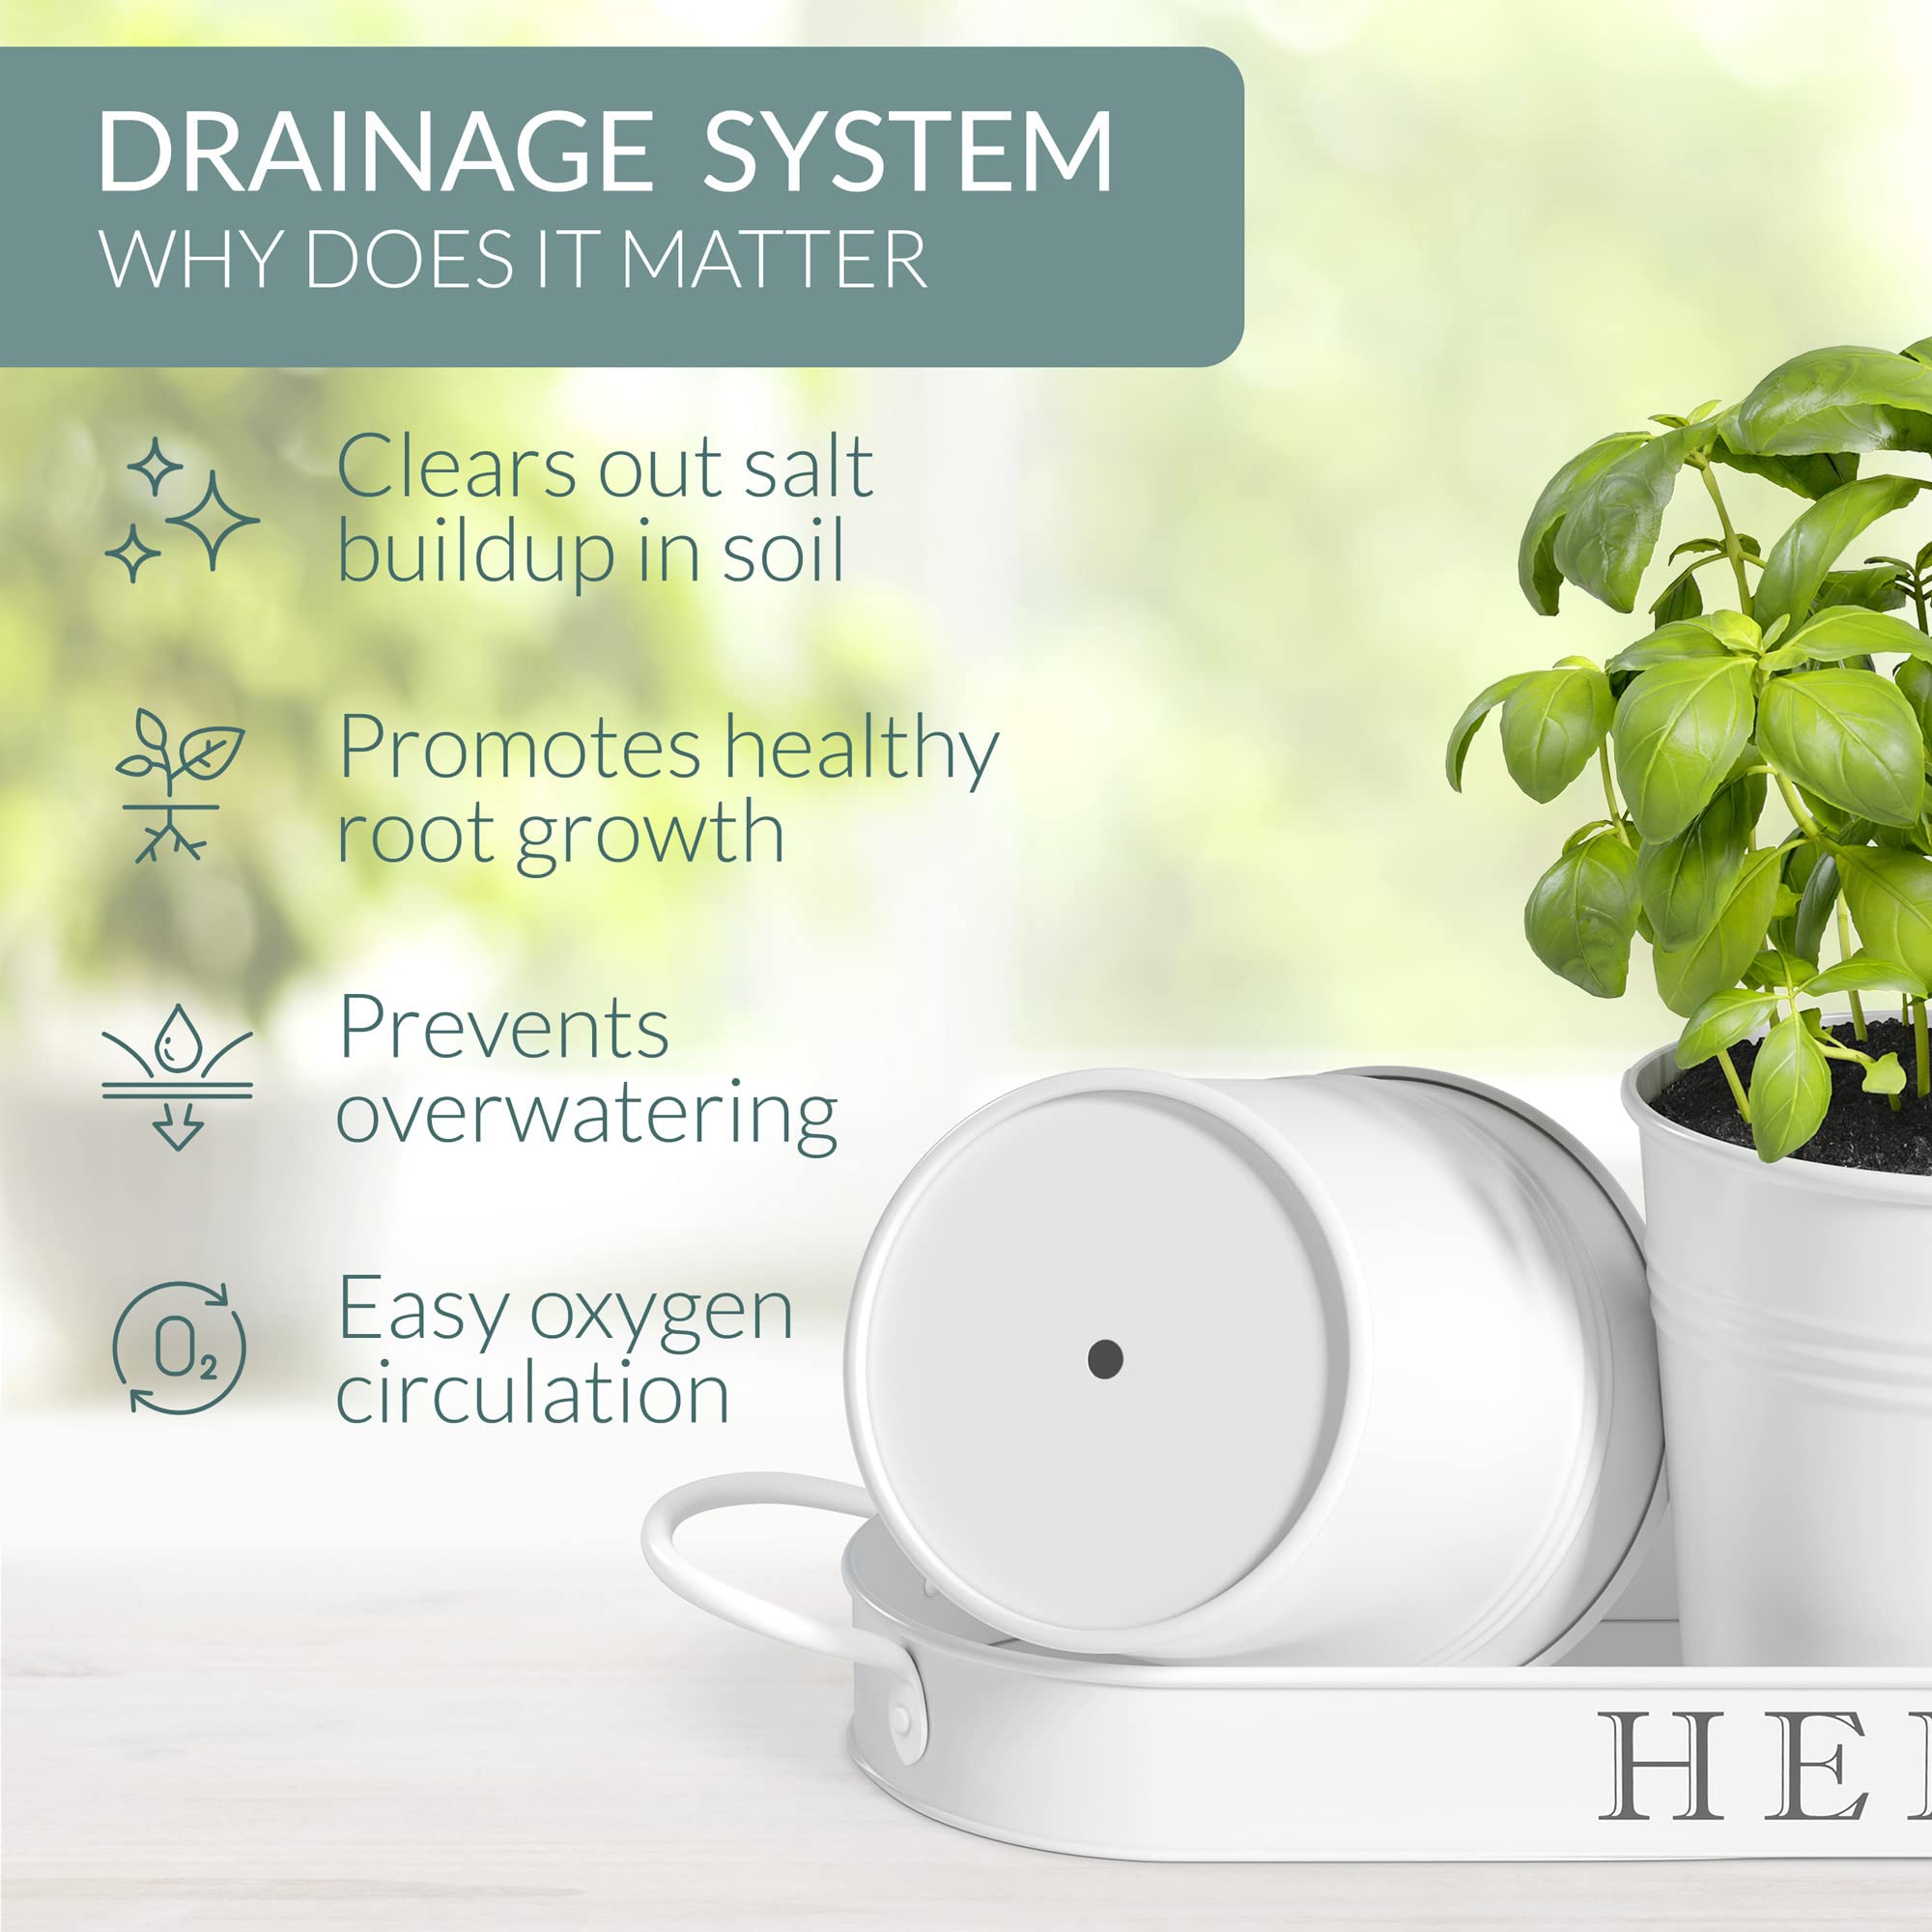 DRAINAGE SYSTEM
WHY DOES IT MATTER
Clears out salt
buildup in soil
Promotes healthy
root growth
Prevents
overwatering
O₂
Easy oxygen
circulation
HE